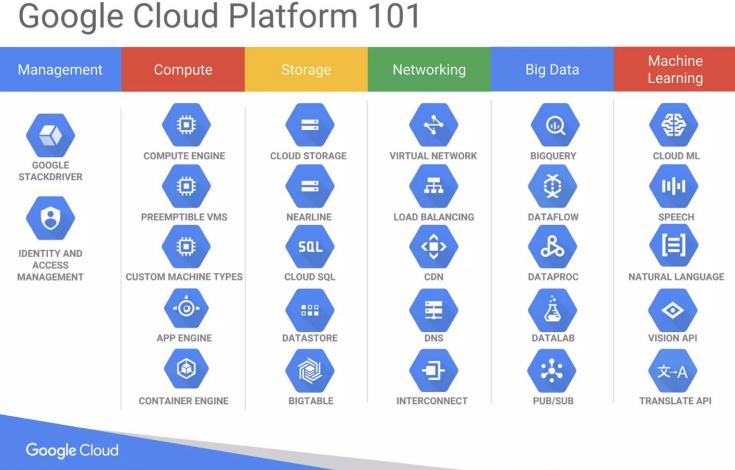 Google Cloud Platform 101
Management
Compute
Storage
Networking
Big Data
Machine
Learning
GOOGLE
STACKDRIVER
IDENTITY AND
ACCESS
MANAGEMENT
COMPUTE ENGINE
PREEMPTIBLE VMS
CUSTOM MACHINE TYPES
APP ENGINE
CONTAINER ENGINE
CLOUD STORAGE
NEARLINE
SQL
CLOUD SQL
DATASTORE
BIGTABLE
VIRTUAL NETWORK
LOAD BALANCING
CDN
DNS
INTERCONNECT
BIGQUERY
DATAFLOW
DATAPROC
DATALAB
PUB/SUB
CLOUD ML
SPEECH
NATURAL LANGUAGE
VISION API
文→A
TRANSLATE API
Google Cloud